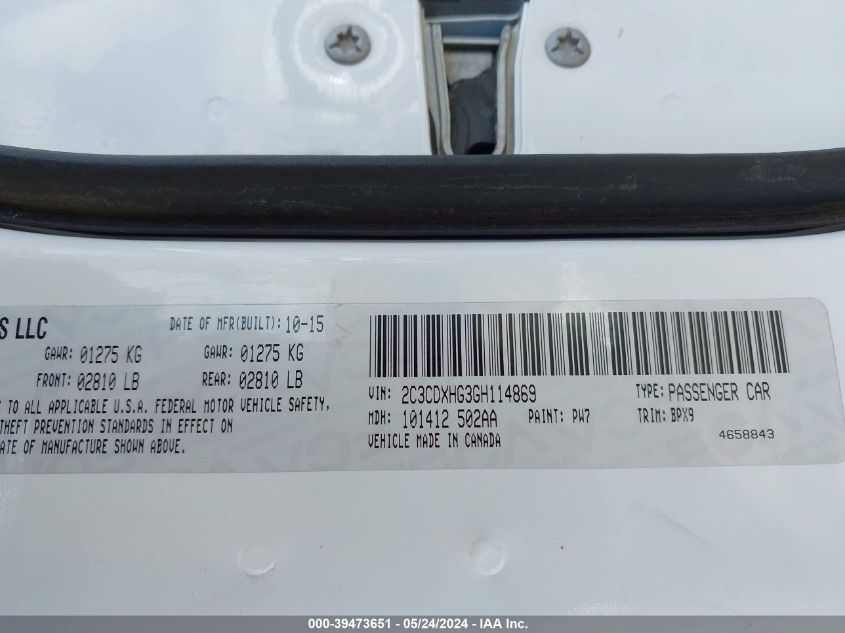 S LLC
DATE OF MFR(BUILT): 10-15
GAWR: 01275 KG GAWR: 01275 KG
FRONT: 02810 LB REAR: 02810 LB
TO ALL APPLICABLE U.S.A. FEDERAL MOTOR VEHICLE SAFETY,
THEFT PREVENTION STANDARDS IN EFFECT ON
ATE OF MANUFACTURE SHOWN ABOVE.
VIN: 2C3CDXHG3GH114869 TYPE: PASSENGER CAR
MDH: 101412 502AA PAINT: PW7 TRIM: BPX9
VEHICLE MADE IN CANADA 4658843
000-39473651 - 05/24/2024 - IAA Inc.